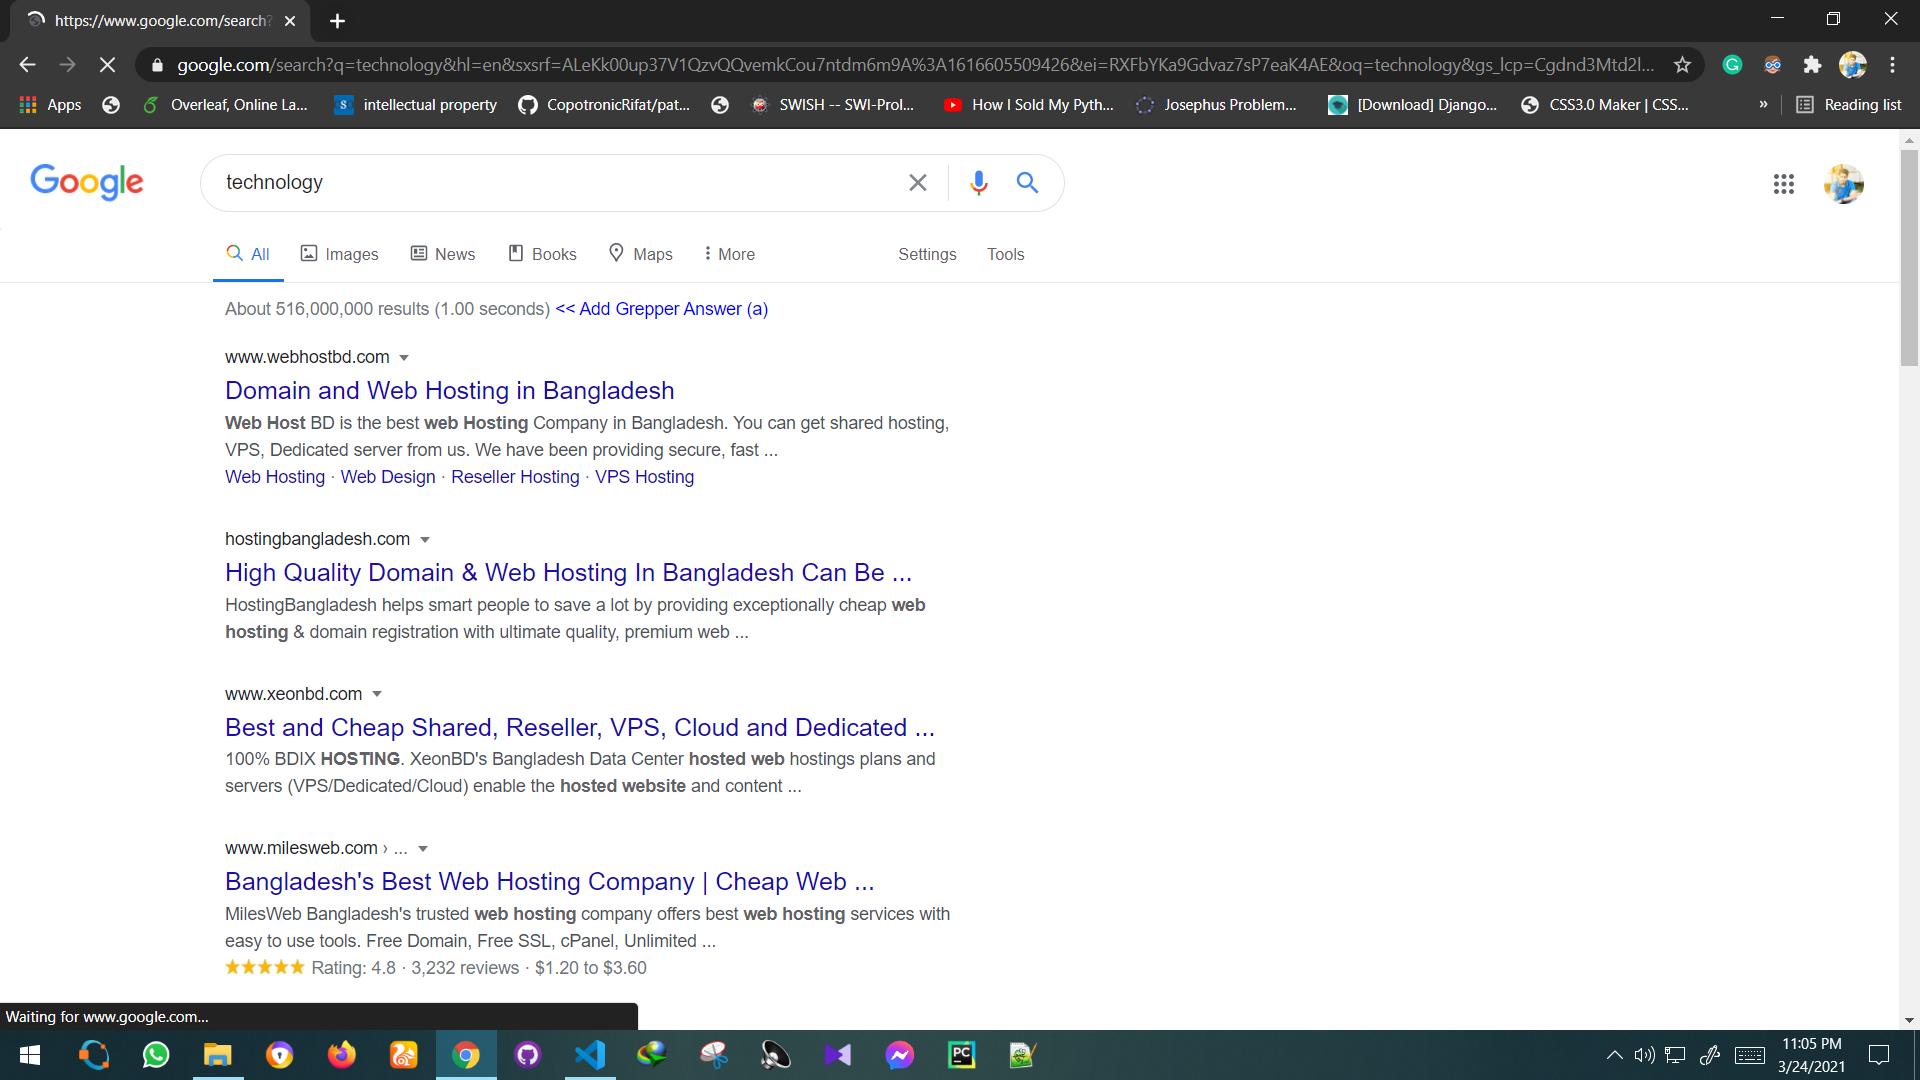 https://www.google.com/search?
google.com/search?q=technology&hl=en&sxsrf=ALeKk00up37V1QzvQQvemkCou7ntdm6m9A%3A1616605509426&ei=RXFbYKa9Gdvaz7sP7eaK4AE&oq=technology&gs_lcp=Cgdnd3Mtd2l...
Apps Overleaf, Online La... S intellectual property CopotronicRifat/pat... SWISH -- SWI-Prol... How I Sold My Pyth... Josephus Problem... [Download] Django... CSS3.0 Maker | CSS... » Reading list
Google
technology
All Images News Books Maps More Settings Tools
About 516,000,000 results (1.00 seconds) << Add Grepper Answer (a)
www.webhostbd.com
Domain and Web Hosting in Bangladesh
Web Host BD is the best web Hosting Company in Bangladesh. You can get shared hosting,
VPS, Dedicated server from us. We have been providing secure, fast ...
Web Hosting · Web Design · Reseller Hosting · VPS Hosting
hostingbangladesh.com
High Quality Domain & Web Hosting In Bangladesh Can Be ...
HostingBangladesh helps smart people to save a lot by providing exceptionally cheap web
hosting & domain registration with ultimate quality, premium web ...
www.xeonbd.com
Best and Cheap Shared, Reseller, VPS, Cloud and Dedicated ...
100% BDIX HOSTING. XeonBD's Bangladesh Data Center hosted web hostings plans and
servers (VPS/Dedicated/Cloud) enable the hosted website and content ...
www.milesweb.com › ...
Bangladesh's Best Web Hosting Company | Cheap Web ...
MilesWeb Bangladesh's trusted web hosting company offers best web hosting services with
easy to use tools. Free Domain, Free SSL, cPanel, Unlimited ...
Rating: 4.8 · 3,232 reviews · $1.20 to $3.60
Waiting for www.google.com...
PC
11:05 PM
3/24/2021